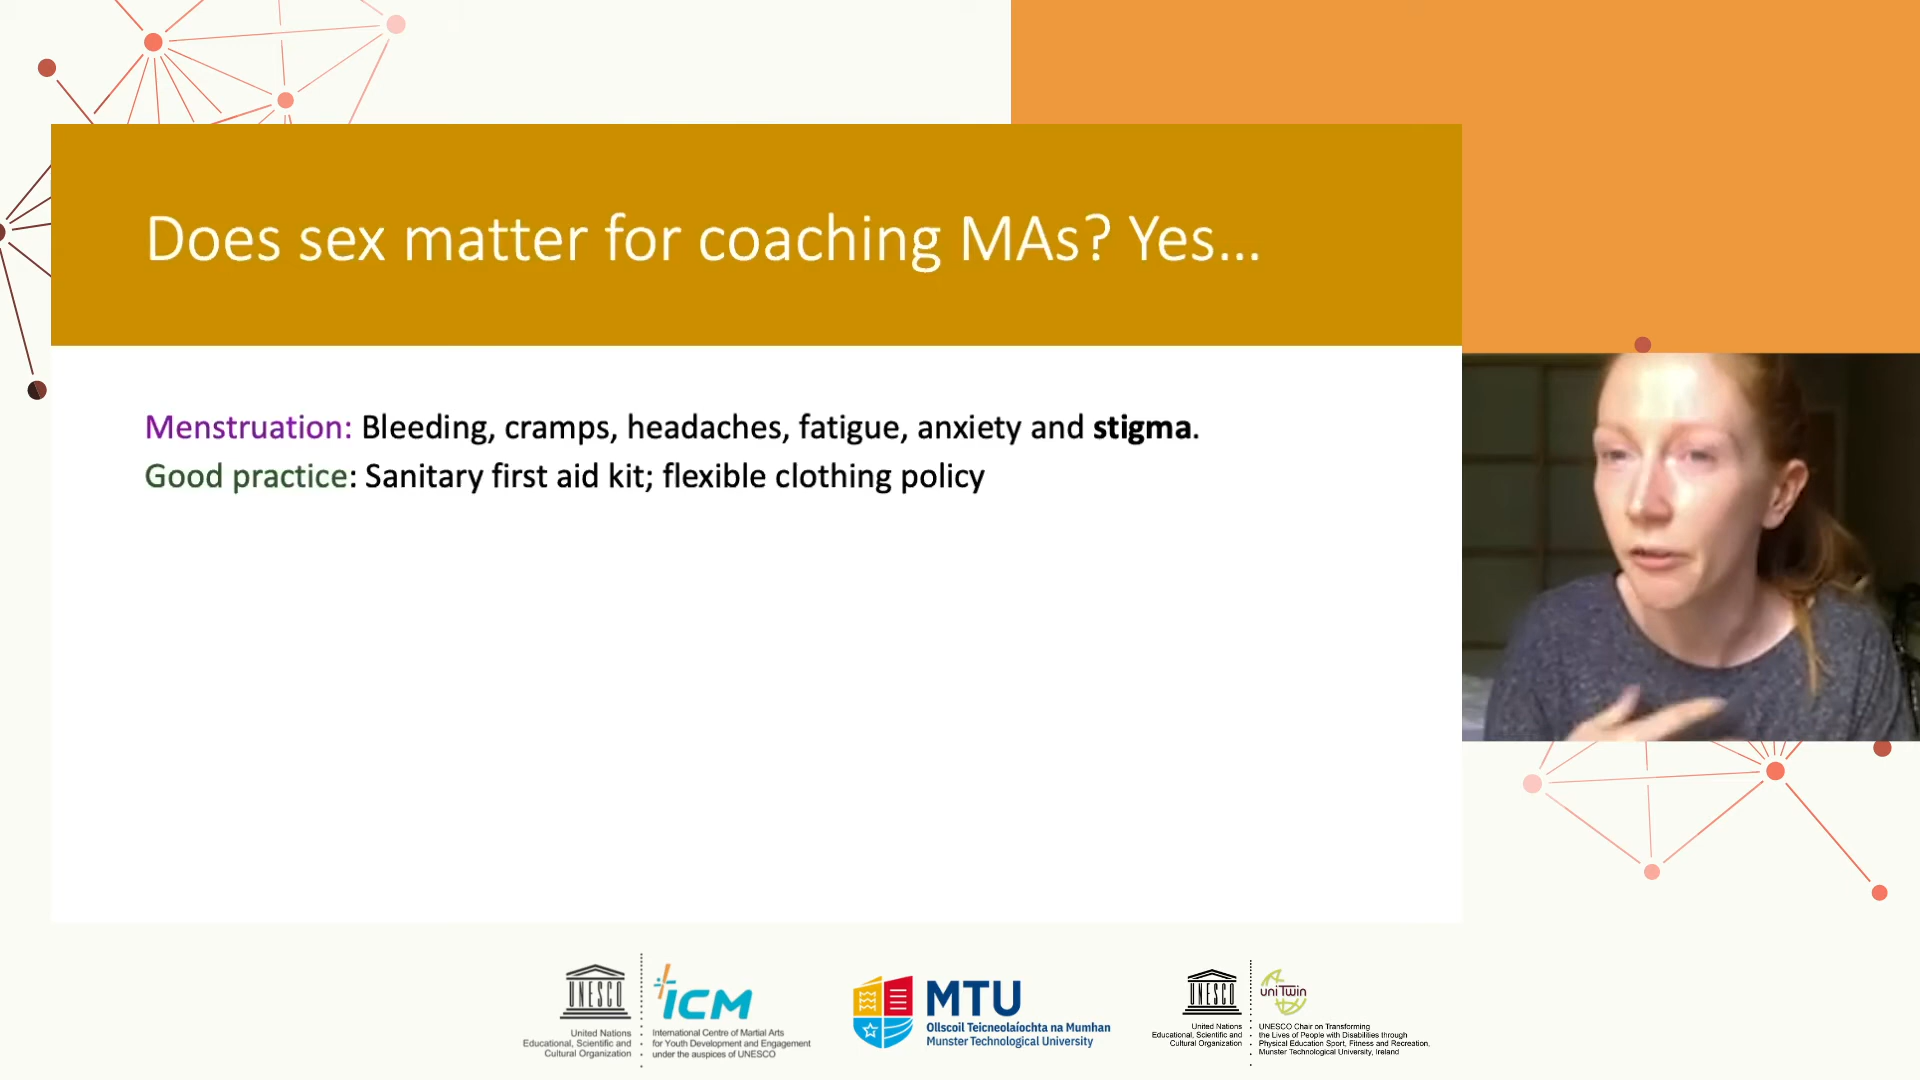 Does sex matter for coaching MAs? Yes...
Menstruation: Bleeding, cramps, headaches, fatigue, anxiety and stigma.
Good practice: Sanitary first aid kit; flexible clothing policy
UNESCO
United Nations
Educational, Scientific and
Cultural Organization
ICM
International Centre of Martial Arts
for Youth Development and Engagement
under the auspices of UNESCO
MTU
Ollscoil Teicneolaíochta na Mumhan
Munster Technological University
UNESCO
United Nations
Educational, Scientific and
Cultural Organization
uniTwin
UNESCO Chair on Transforming
the Lives of People with Disabilities through
Physical Education Sport, Fitness and Recreation,
Munster Technological University, Ireland